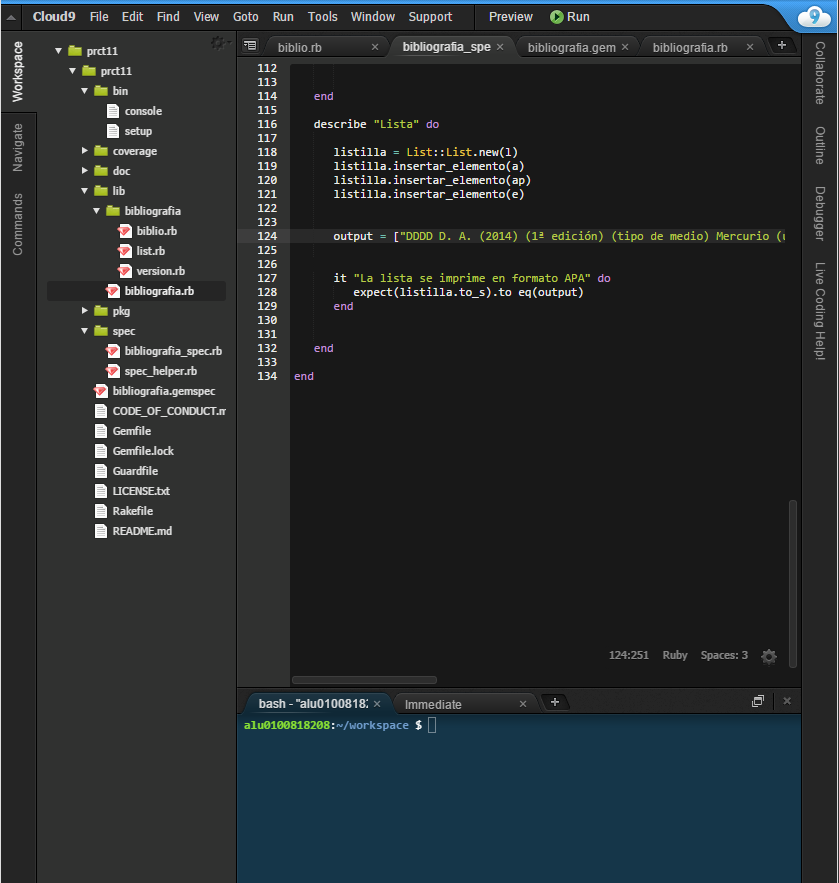 Cloud9 File Edit Find View Goto Run Tools Window Support Preview Run
Workspace
Navigate
Commands
prct11
prct11
bin
console
setup
coverage
doc
lib
bibliografia
biblio.rb
list.rb
version.rb
bibliografia.rb
pkg
spec
bibliografia_spec.rb
spec_helper.rb
bibliografia.gemspec
CODE_OF_CONDUCT.m
Gemfile
Gemfile.lock
Guardfile
LICENSE.txt
Rakefile
README.md
biblio.rb × bibliografia_spe × bibliografia.gem × bibliografia.rb × +
112
113
114 end
115
116 describe "Lista" do
117
118 listilla = List::List.new(l)
119 listilla.insertar_elemento(a)
120 listilla.insertar_elemento(ap)
121 listilla.insertar_elemento(e)
122
123
124 output = ["DDDD D. A. (2014) (1ª edición) (tipo de medio) Mercurio (u
125
126
127 it "La lista se imprime en formato APA" do
128 expect(listilla.to_s).to eq(output)
129 end
130
131
132 end
133
134 end
124:251 Ruby Spaces: 3
bash - "alu01008182 × Immediate × +
alu0100818208:~/workspace $
9
Collaborate
Outline
Debugger
Live Coding Help!